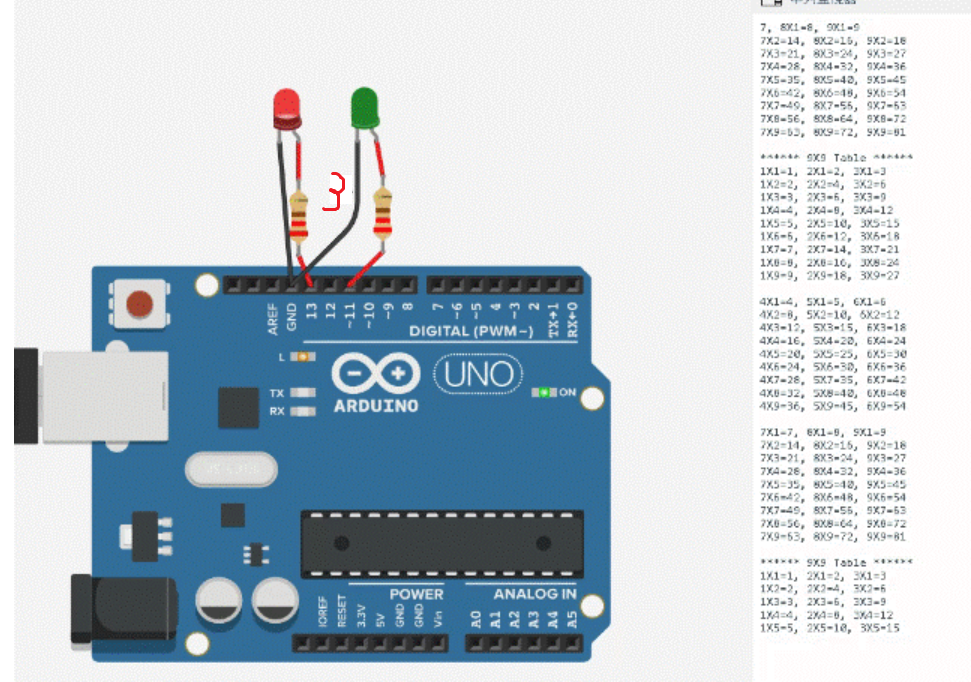 3
AREF
GND
13
12
~11
~10
~9
8
7
~6
~5
4
~3
2
TX→1
RX←0
DIGITAL (PWM~)
L
TX
RX
ARDUINO
UNO
ON
POWER
ANALOG IN
IOREF
RESET
3.3V
5V
GND
GND
Vin
A0
A1
A2
A3
A4
A5
7, 8X1=8, 9X1=9
7X2=14, 8X2=16, 9X2=18
7X3=21, 8X3=24, 9X3=27
7X4=28, 8X4=32, 9X4=36
7X5=35, 8X5=40, 9X5=45
7X6=42, 8X6=48, 9X6=54
7X7=49, 8X7=56, 9X7=63
7X8=56, 8X8=64, 9X8=72
7X9=63, 8X9=72, 9X9=81
****** 9X9 Table ******
1X1=1, 2X1=2, 3X1=3
1X2=2, 2X2=4, 3X2=6
1X3=3, 2X3=6, 3X3=9
1X4=4, 2X4=8, 3X4=12
1X5=5, 2X5=10, 3X5=15
1X6=6, 2X6=12, 3X6=18
1X7=7, 2X7=14, 3X7=21
1X8=8, 2X8=16, 3X8=24
1X9=9, 2X9=18, 3X9=27
4X1=4, 5X1=5, 6X1=6
4X2=8, 5X2=10, 6X2=12
4X3=12, 5X3=15, 6X3=18
4X4=16, 5X4=20, 6X4=24
4X5=20, 5X5=25, 6X5=30
4X6=24, 5X6=30, 6X6=36
4X7=28, 5X7=35, 6X7=42
4X8=32, 5X8=40, 6X8=48
4X9=36, 5X9=45, 6X9=54
7X1=7, 8X1=8, 9X1=9
7X2=14, 8X2=16, 9X2=18
7X3=21, 8X3=24, 9X3=27
7X4=28, 8X4=32, 9X4=36
7X5=35, 8X5=40, 9X5=45
7X6=42, 8X6=48, 9X6=54
7X7=49, 8X7=56, 9X7=63
7X8=56, 8X8=64, 9X8=72
7X9=63, 8X9=72, 9X9=81
****** 9X9 Table ******
1X1=1, 2X1=2, 3X1=3
1X2=2, 2X2=4, 3X2=6
1X3=3, 2X3=6, 3X3=9
1X4=4, 2X4=8, 3X4=12
1X5=5, 2X5=10, 3X5=15